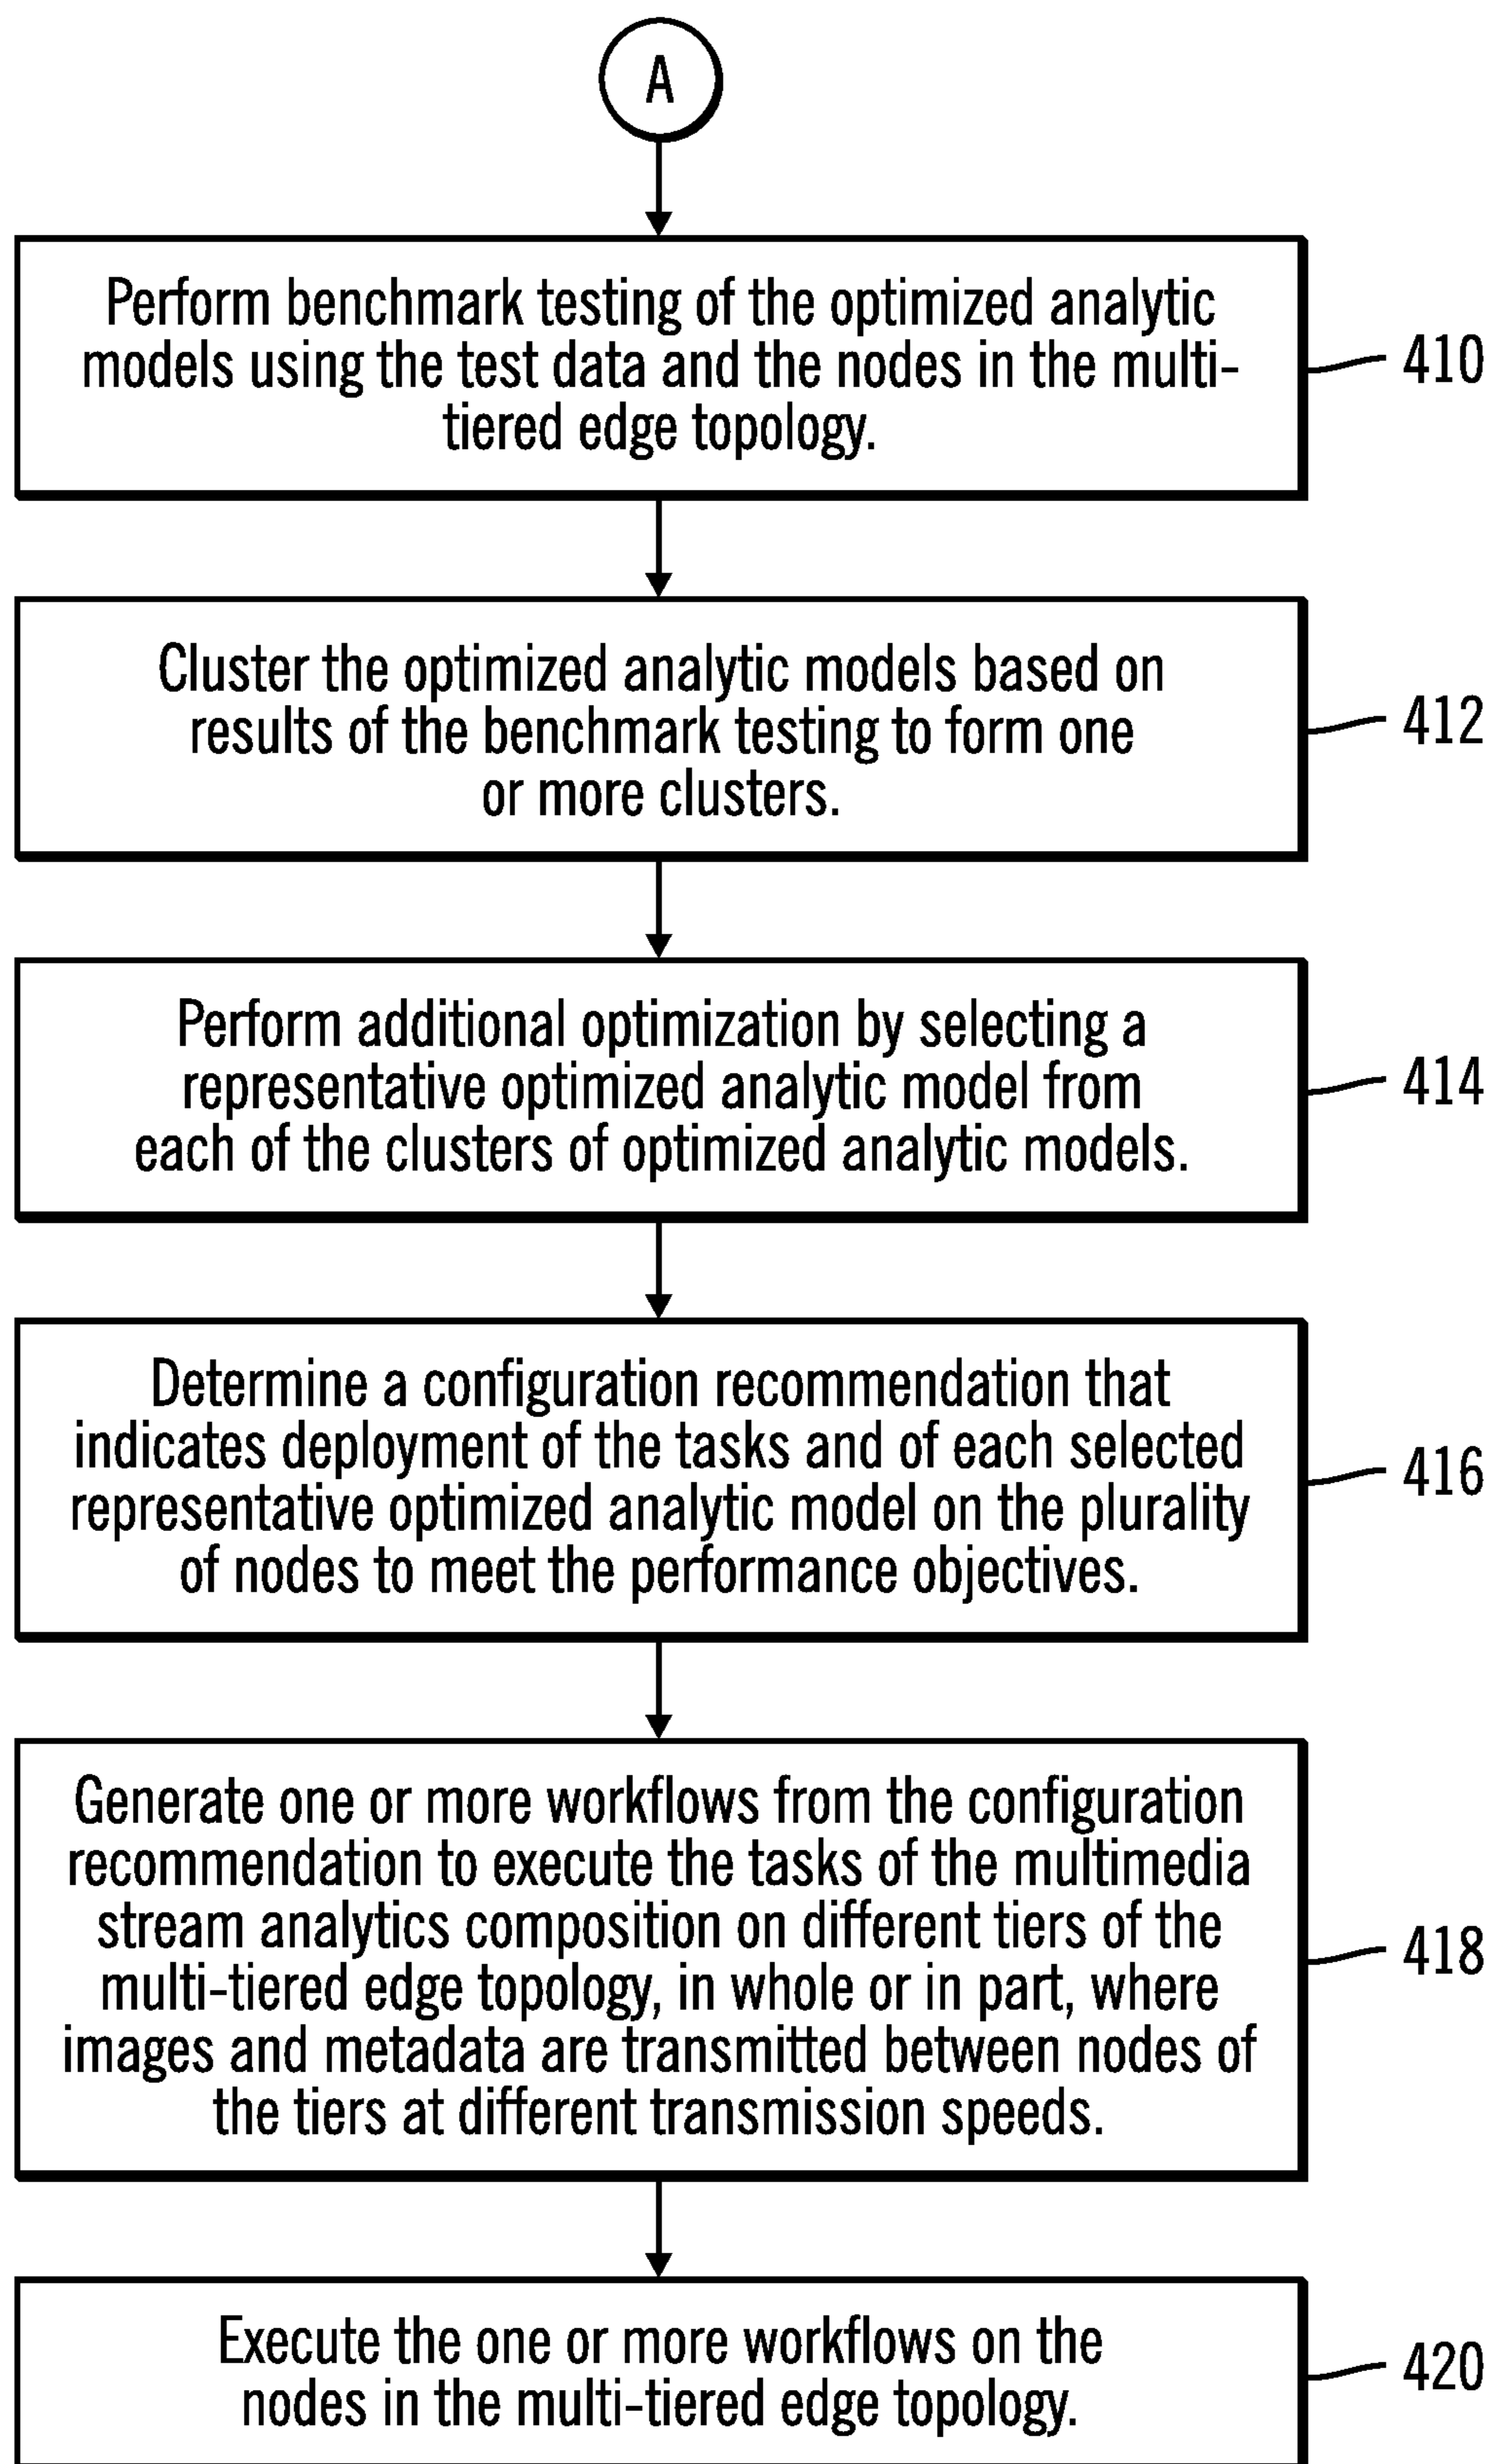 A
Perform benchmark testing of the optimized analytic
models using the test data and the nodes in the multi-
tiered edge topology.
410
Cluster the optimized analytic models based on
results of the benchmark testing to form one
or more clusters.
412
Perform additional optimization by selecting a
representative optimized analytic model from
each of the clusters of optimized analytic models.
414
Determine a configuration recommendation that
indicates deployment of the tasks and of each selected
representative optimized analytic model on the plurality
of nodes to meet the performance objectives.
416
Generate one or more workflows from the configuration
recommendation to execute the tasks of the multimedia
stream analytics composition on different tiers of the
multi-tiered edge topology, in whole or in part, where
images and metadata are transmitted between nodes of
the tiers at different transmission speeds.
418
Execute the one or more workflows on the
nodes in the multi-tiered edge topology.
420